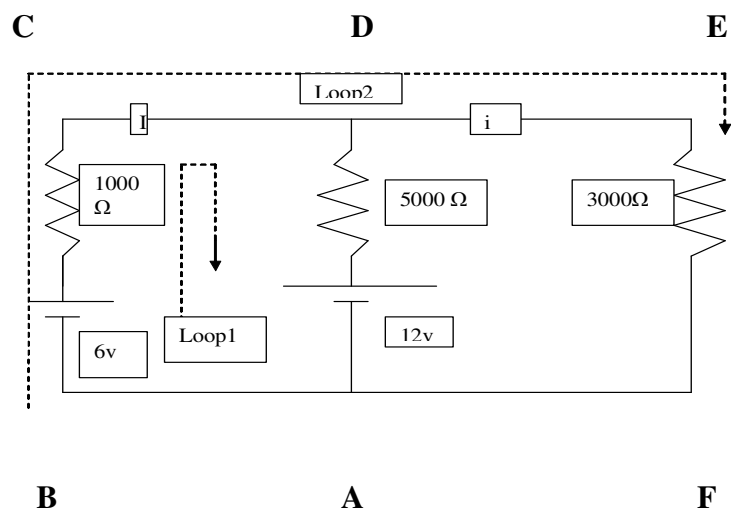 C D E
Loop2
I i
1000
Ω
5000 Ω
3000Ω
Loop1
6v
12v
B A F